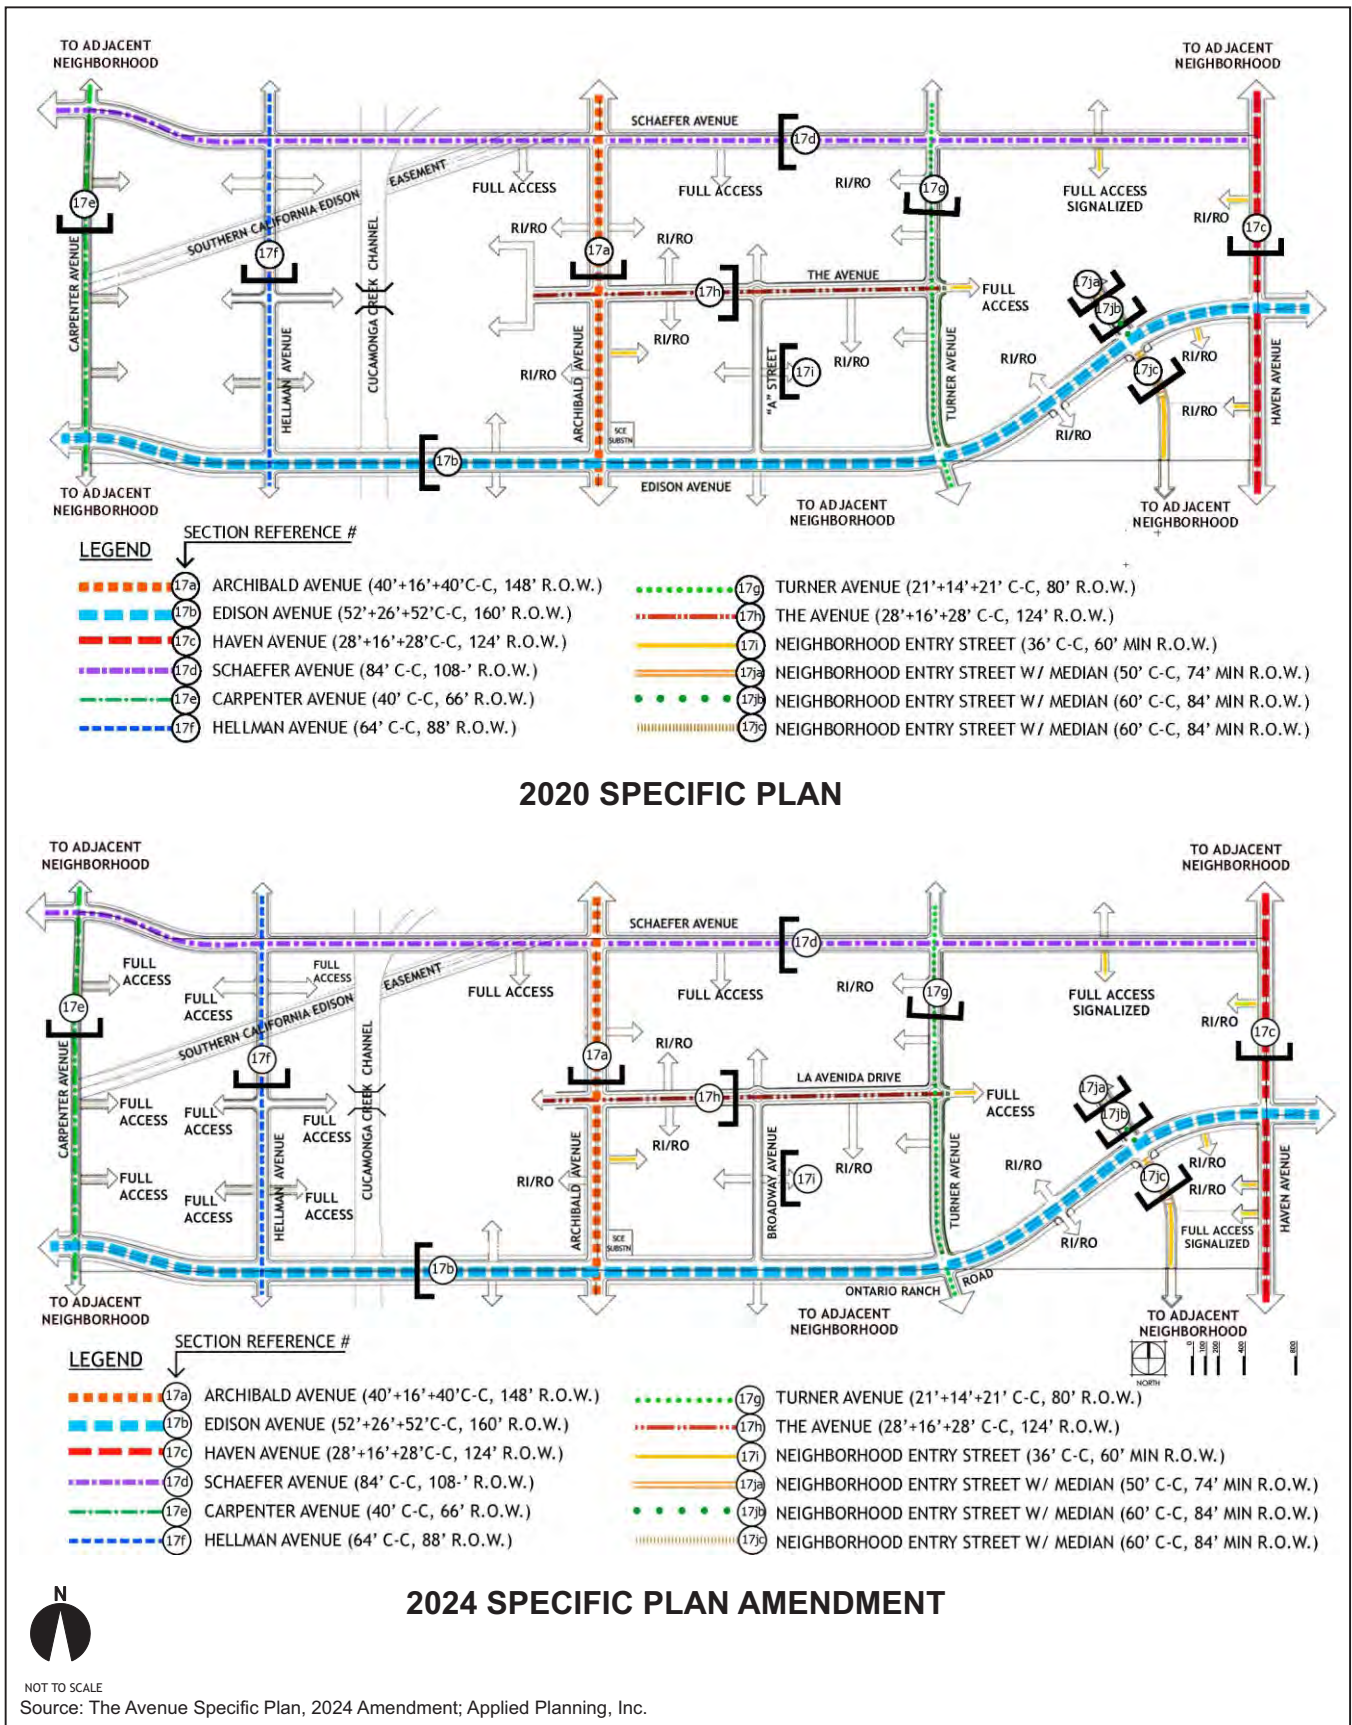 TO ADJACENT
NEIGHBORHOOD
TO ADJACENT
NEIGHBORHOOD
SCHAEFER AVENUE
17d
SOUTHERN CALIFORNIA EDISON EASEMENT
FULL ACCESS
FULL ACCESS
RI/RO
17g
FULL ACCESS
SIGNALIZED
17e
RI/RO
17c
RI/RO
RI/RO
17f
17a
CARPENTER AVENUE
CUCAMONGA CREEK CHANNEL
THE AVENUE
17h
FULL
ACCESS
17ja
17jb
HELLMAN AVENUE
RI/RO
RI/RO
RI/RO
RI/RO
RI/RO
17jc
ARCHIBALD AVENUE
"A" STREET
17i
TURNER AVENUE
HAVEN AVENUE
RI/RO
RI/RO
SCE
SUBSTN
17b
EDISON AVENUE
TO ADJACENT
NEIGHBORHOOD
TO ADJACENT
NEIGHBORHOOD
TO ADJACENT
NEIGHBORHOOD
SECTION REFERENCE #
LEGEND
17a ARCHIBALD AVENUE (40'+16'+40'C-C, 148' R.O.W.)
17b EDISON AVENUE (52'+26'+52'C-C, 160' R.O.W.)
17c HAVEN AVENUE (28'+16'+28'C-C, 124' R.O.W.)
17d SCHAEFER AVENUE (84' C-C, 108-' R.O.W.)
17e CARPENTER AVENUE (40' C-C, 66' R.O.W.)
17f HELLMAN AVENUE (64' C-C, 88' R.O.W.)
17g TURNER AVENUE (21'+14'+21' C-C, 80' R.O.W.)
17h THE AVENUE (28'+16'+28' C-C, 124' R.O.W.)
17i NEIGHBORHOOD ENTRY STREET (36' C-C, 60' MIN R.O.W.)
17ja NEIGHBORHOOD ENTRY STREET W/ MEDIAN (50' C-C, 74' MIN R.O.W.)
17jb NEIGHBORHOOD ENTRY STREET W/ MEDIAN (60' C-C, 84' MIN R.O.W.)
17jc NEIGHBORHOOD ENTRY STREET W/ MEDIAN (60' C-C, 84' MIN R.O.W.)
2020 SPECIFIC PLAN
TO ADJACENT
NEIGHBORHOOD
TO ADJACENT
NEIGHBORHOOD
SCHAEFER AVENUE
17d
FULL
ACCESS
FULL
ACCESS
FULL
ACCESS
SOUTHERN CALIFORNIA EDISON EASEMENT
FULL ACCESS
FULL ACCESS
RI/RO
17g
FULL ACCESS
SIGNALIZED
17e
RI/RO
17c
RI/RO
17f
17a
CARPENTER AVENUE
CUCAMONGA CREEK CHANNEL
LA AVENIDA DRIVE
17h
FULL
ACCESS
17ja
17jb
FULL
ACCESS
FULL
ACCESS
FULL
ACCESS
HELLMAN AVENUE
ARCHIBALD AVENUE
RI/RO
RI/RO
RI/RO
BROADWAY AVENUE
17i
TURNER AVENUE
RI/RO
RI/RO
17jc
RI/RO
HAVEN AVENUE
FULL
ACCESS
FULL
ACCESS
FULL
ACCESS
FULL ACCESS
SIGNALIZED
RI/RO
SCE
SUBSTN
17b
ONTARIO RANCH ROAD
TO ADJACENT
NEIGHBORHOOD
TO ADJACENT
NEIGHBORHOOD
TO ADJACENT
NEIGHBORHOOD
NORTH
0 100 200 400 800
SECTION REFERENCE #
LEGEND
17a ARCHIBALD AVENUE (40'+16'+40'C-C, 148' R.O.W.)
17b EDISON AVENUE (52'+26'+52'C-C, 160' R.O.W.)
17c HAVEN AVENUE (28'+16'+28'C-C, 124' R.O.W.)
17d SCHAEFER AVENUE (84' C-C, 108-' R.O.W.)
17e CARPENTER AVENUE (40' C-C, 66' R.O.W.)
17f HELLMAN AVENUE (64' C-C, 88' R.O.W.)
17g TURNER AVENUE (21'+14'+21' C-C, 80' R.O.W.)
17h THE AVENUE (28'+16'+28' C-C, 124' R.O.W.)
17i NEIGHBORHOOD ENTRY STREET (36' C-C, 60' MIN R.O.W.)
17ja NEIGHBORHOOD ENTRY STREET W/ MEDIAN (50' C-C, 74' MIN R.O.W.)
17jb NEIGHBORHOOD ENTRY STREET W/ MEDIAN (60' C-C, 84' MIN R.O.W.)
17jc NEIGHBORHOOD ENTRY STREET W/ MEDIAN (60' C-C, 84' MIN R.O.W.)
2024 SPECIFIC PLAN AMENDMENT
N
NOT TO SCALE
Source: The Avenue Specific Plan, 2024 Amendment; Applied Planning, Inc.